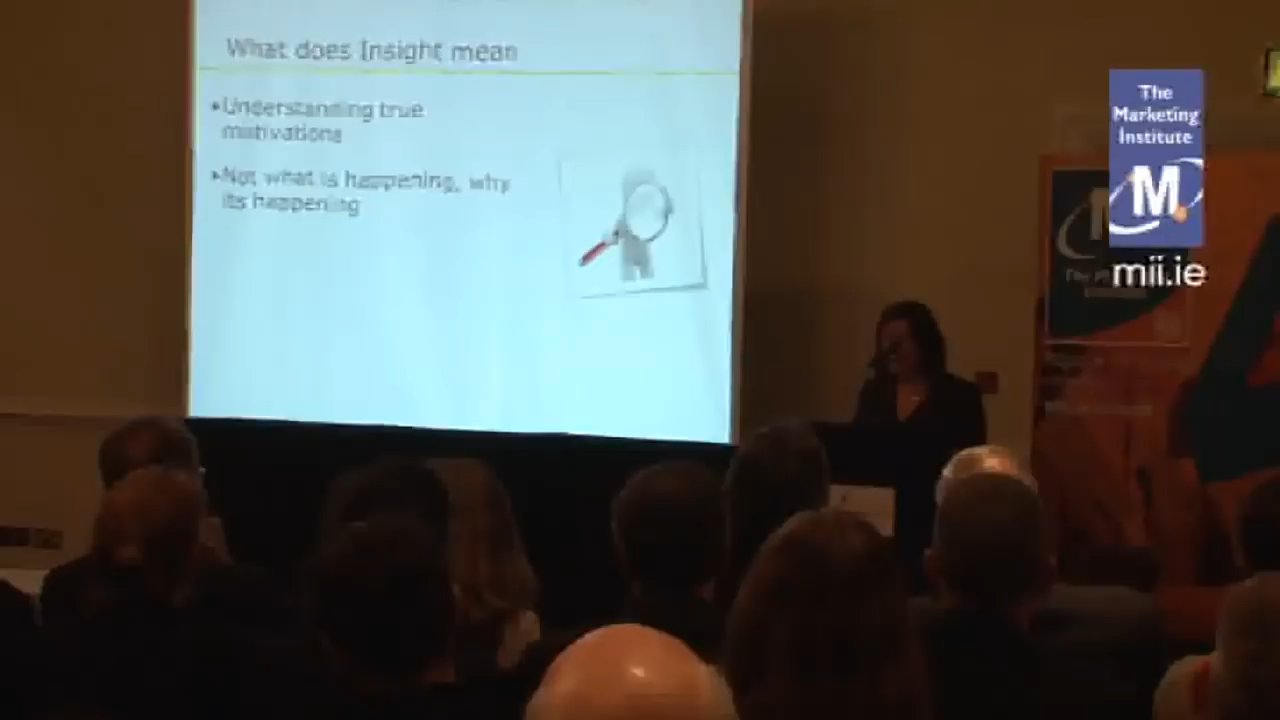 What does Insight mean
•Understanding true
motivations
•Not what is happening, why
its happening
The
Marketing
Institute
M
mii.ie